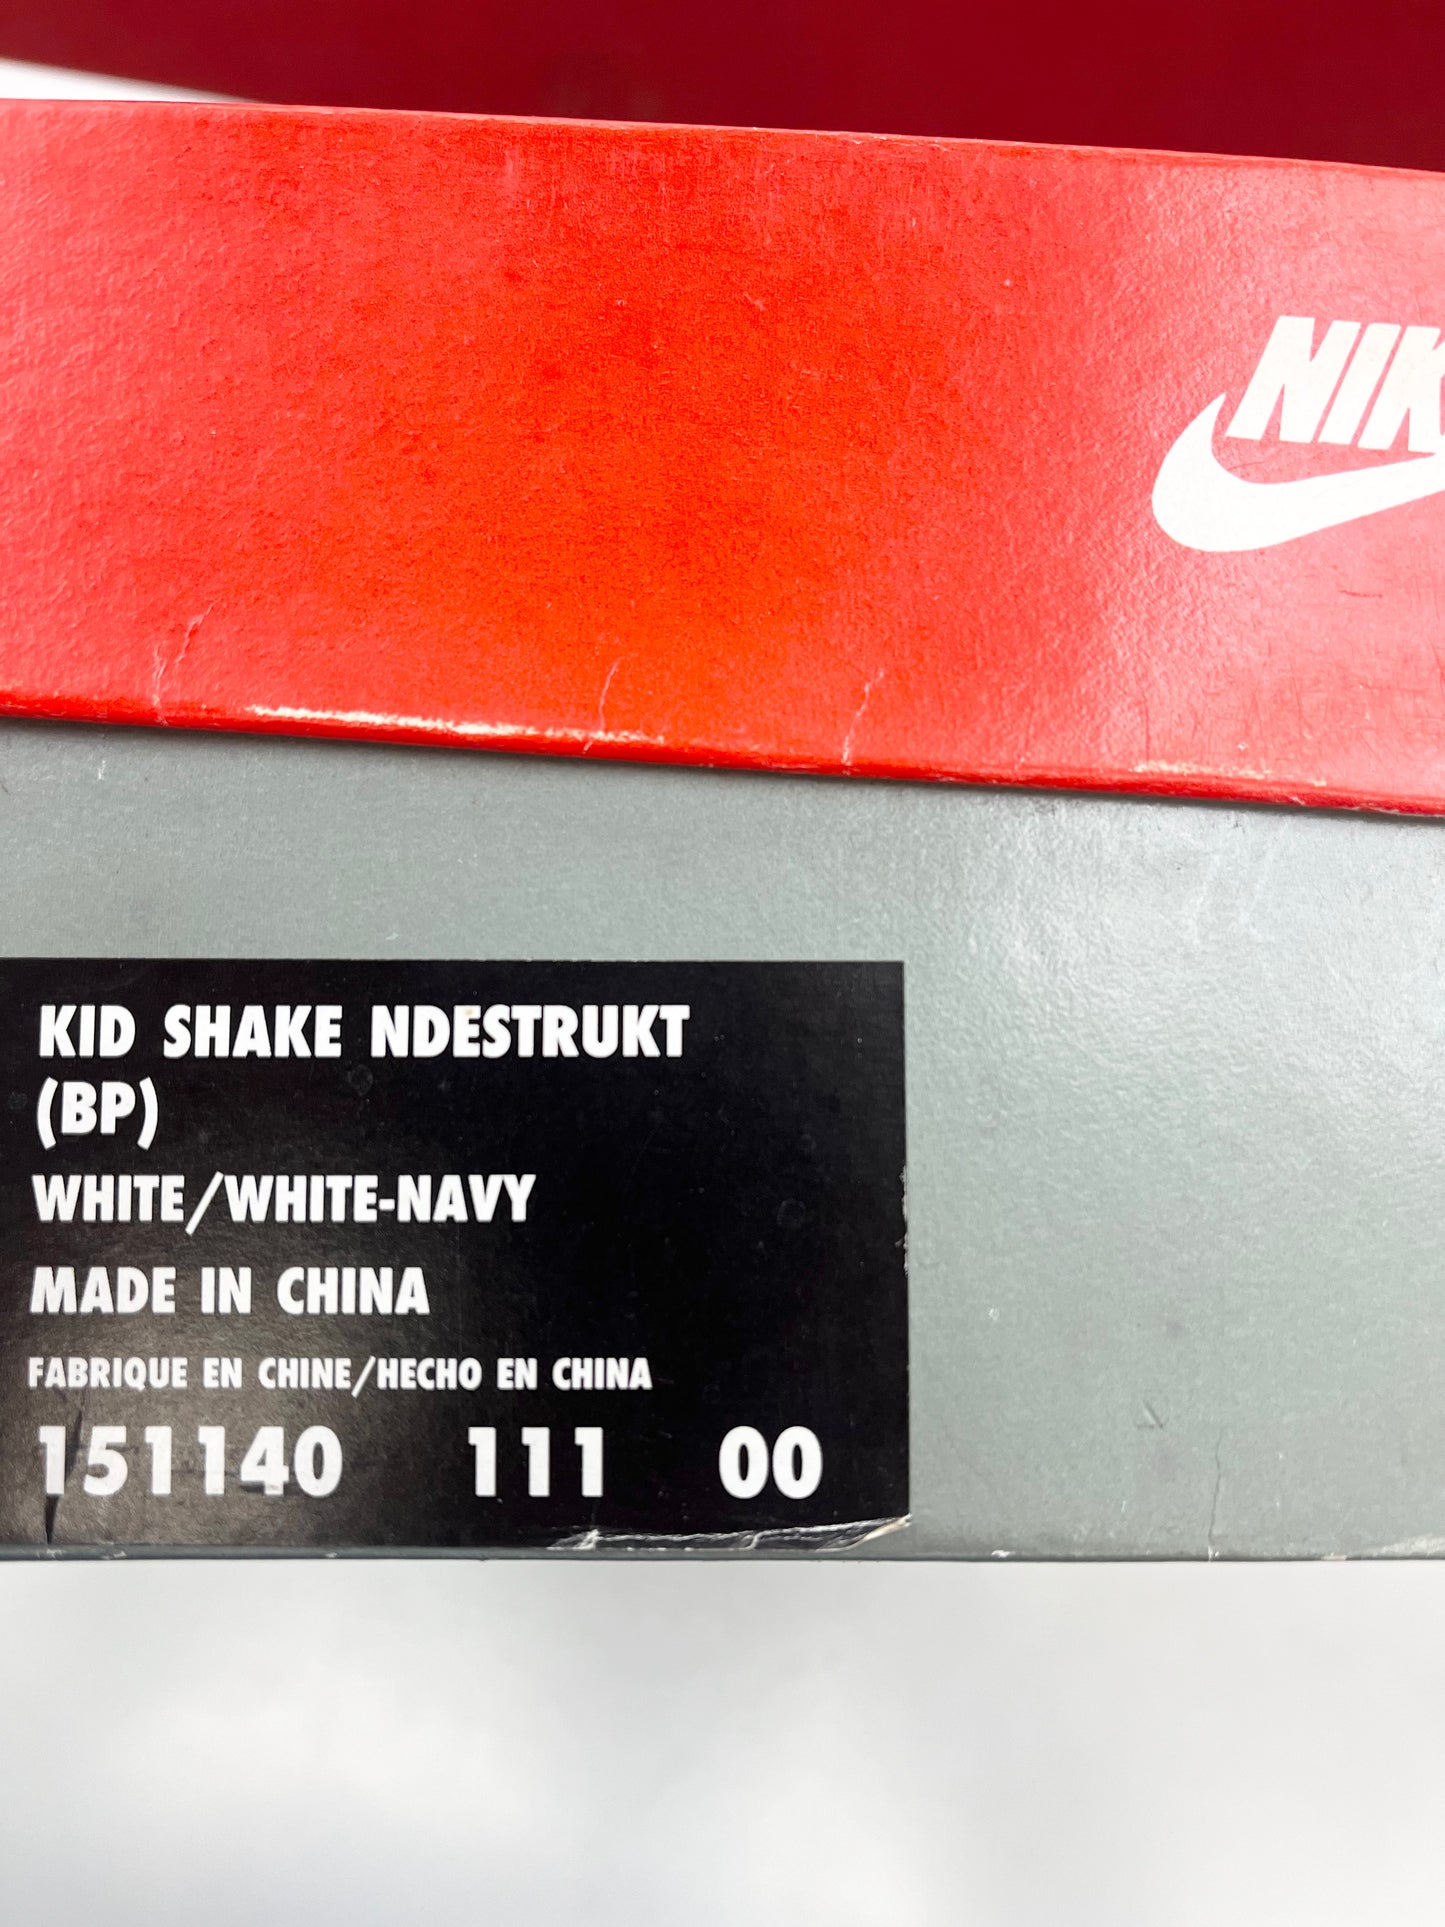 NIK
KID SHAKE NDESTRUKT
(BP)
WHITE/WHITE-NAVY
MADE IN CHINA
FABRIQUE EN CHINE/HECHO EN CHINA
151140 111 00